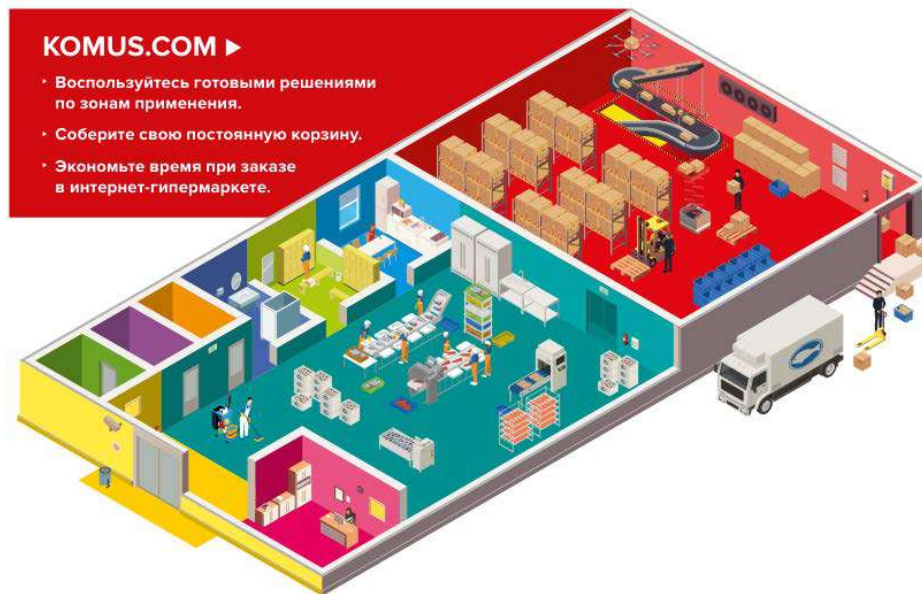 KOMUS.COM ▶
‣ Воспользуйтесь готовыми решениями
по зонам применения.
‣ Соберите свою постоянную корзину.
‣ Экономьте время при заказе
в интернет-гипермаркете.